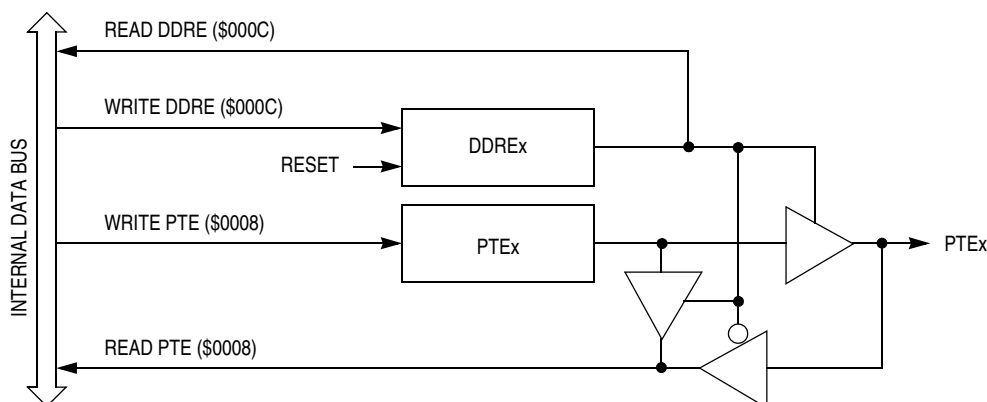 READ DDRE ($000C)
WRITE DDRE ($000C)
DDREx
RESET
INTERNAL DATA BUS
WRITE PTE ($0008)
PTEx
PTEx
READ PTE ($0008)